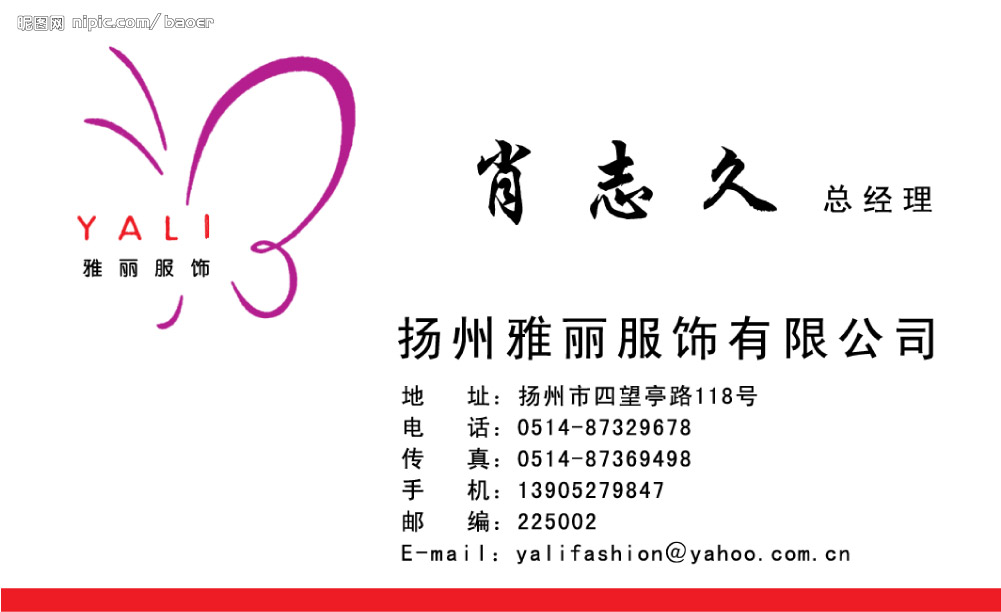 昵图网 nipic.com/baoer
YALI
雅丽服饰
肖志久 总经理
扬州雅丽服饰有限公司
地 址：扬州市四望亭路118号
电 话：0514-87329678
传 真：0514-87369498
手 机：13905279847
邮 编：225002
E-mail：yalifashion@yahoo.com.cn